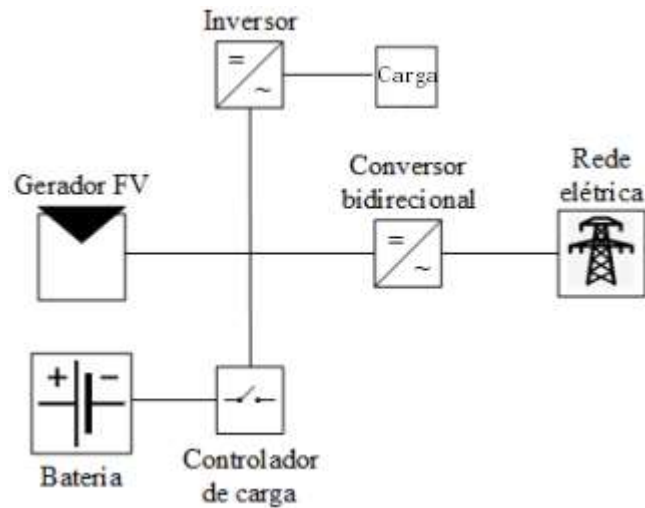 Inversor
=
~
Carga
Gerador FV
Conversor
bidirecional
=
~
Rede
elétrica
+ −
Bateria
Controlador
de carga